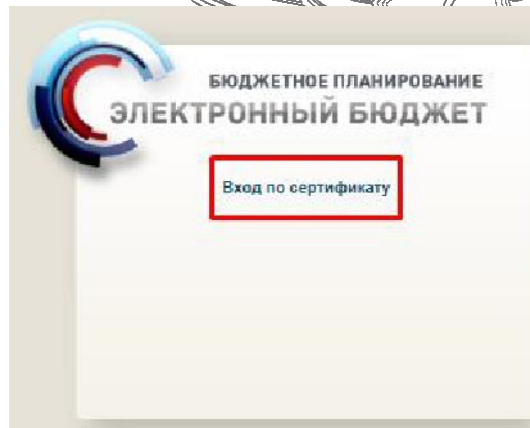 БЮДЖЕТНОЕ ПЛАНИРОВАНИЕ
ЭЛЕКТРОННЫЙ БЮДЖЕТ
Вход по сертификату